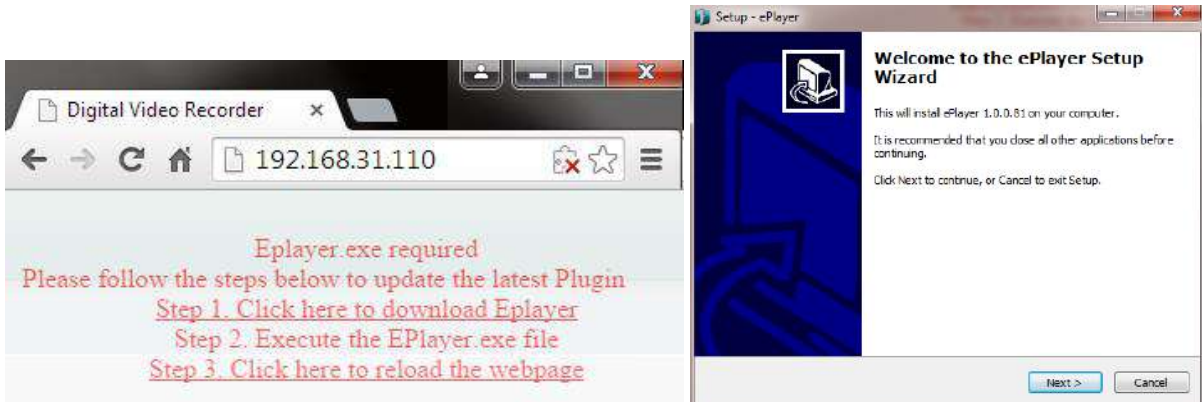 Digital Video Recorder
192.168.31.110
Eplayer.exe required
Please follow the steps below to update the latest Plugin
Step 1. Click here to download Eplayer
Step 2. Execute the EPlayer.exe file
Step 3. Click here to reload the webpage
Setup - ePlayer
Welcome to the ePlayer Setup
Wizard
This will install ePlayer 1.0.0.81 on your computer.
It is recommended that you close all other applications before
continuing.
Click Next to continue, or Cancel to exit Setup.
Next >
Cancel